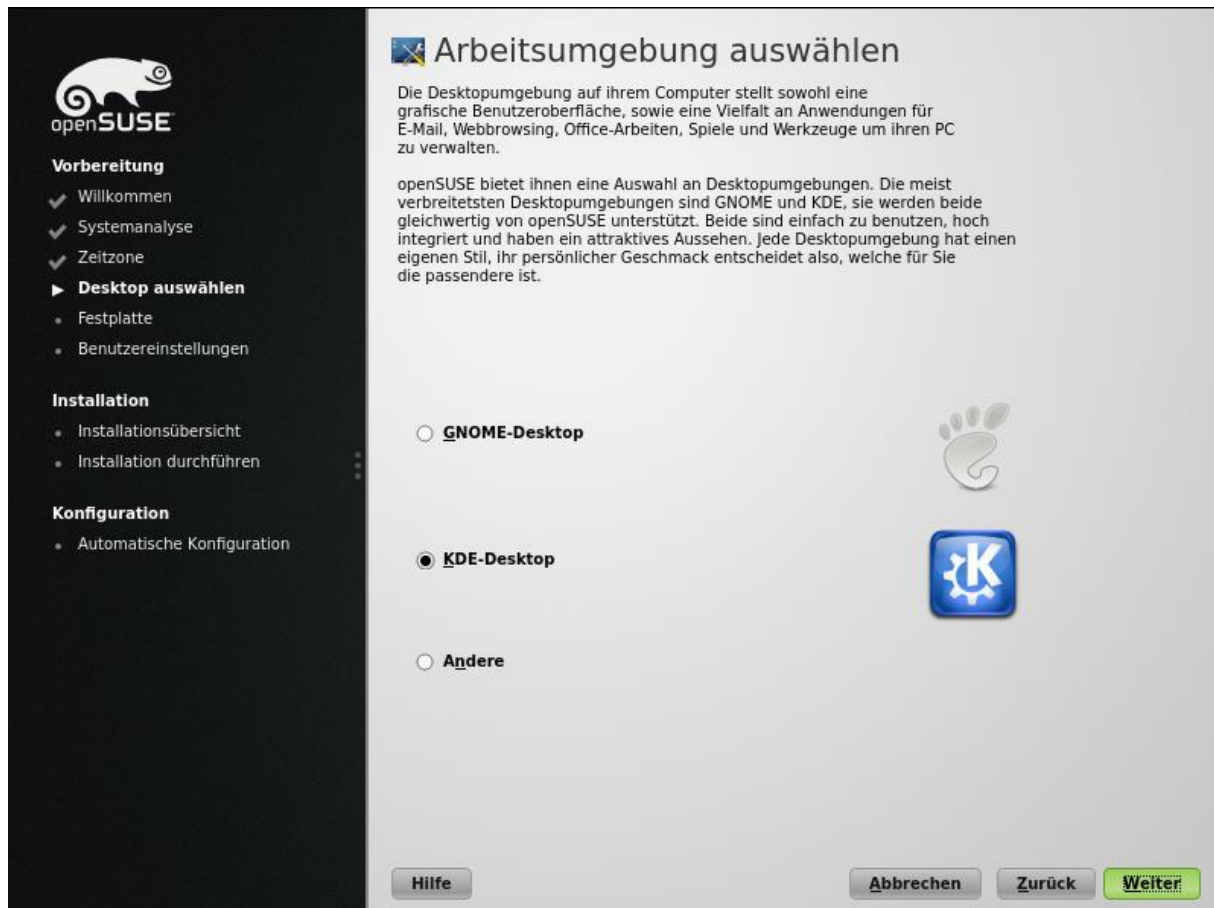 openSUSE
Vorbereitung
Willkommen
Systemanalyse
Zeitzone
Desktop auswählen
Festplatte
Benutzereinstellungen
Installation
Installationsübersicht
Installation durchführen
Konfiguration
Automatische Konfiguration
Arbeitsumgebung auswählen
Die Desktopumgebung auf ihrem Computer stellt sowohl eine
grafische Benutzeroberfläche, sowie eine Vielfalt an Anwendungen für
E-Mail, Webbrowsing, Office-Arbeiten, Spiele und Werkzeuge um ihren PC
zu verwalten.
openSUSE bietet ihnen eine Auswahl an Desktopumgebungen. Die meist
verbreitetsten Desktopumgebungen sind GNOME und KDE, sie werden beide
gleichwertig von openSUSE unterstützt. Beide sind einfach zu benutzen, hoch
integriert und haben ein attraktives Aussehen. Jede Desktopumgebung hat einen
eigenen Stil, ihr persönlicher Geschmack entscheidet also, welche für Sie
die passendere ist.
GNOME-Desktop
KDE-Desktop
K
Andere
Hilfe
Abbrechen
Zurück
Weiter